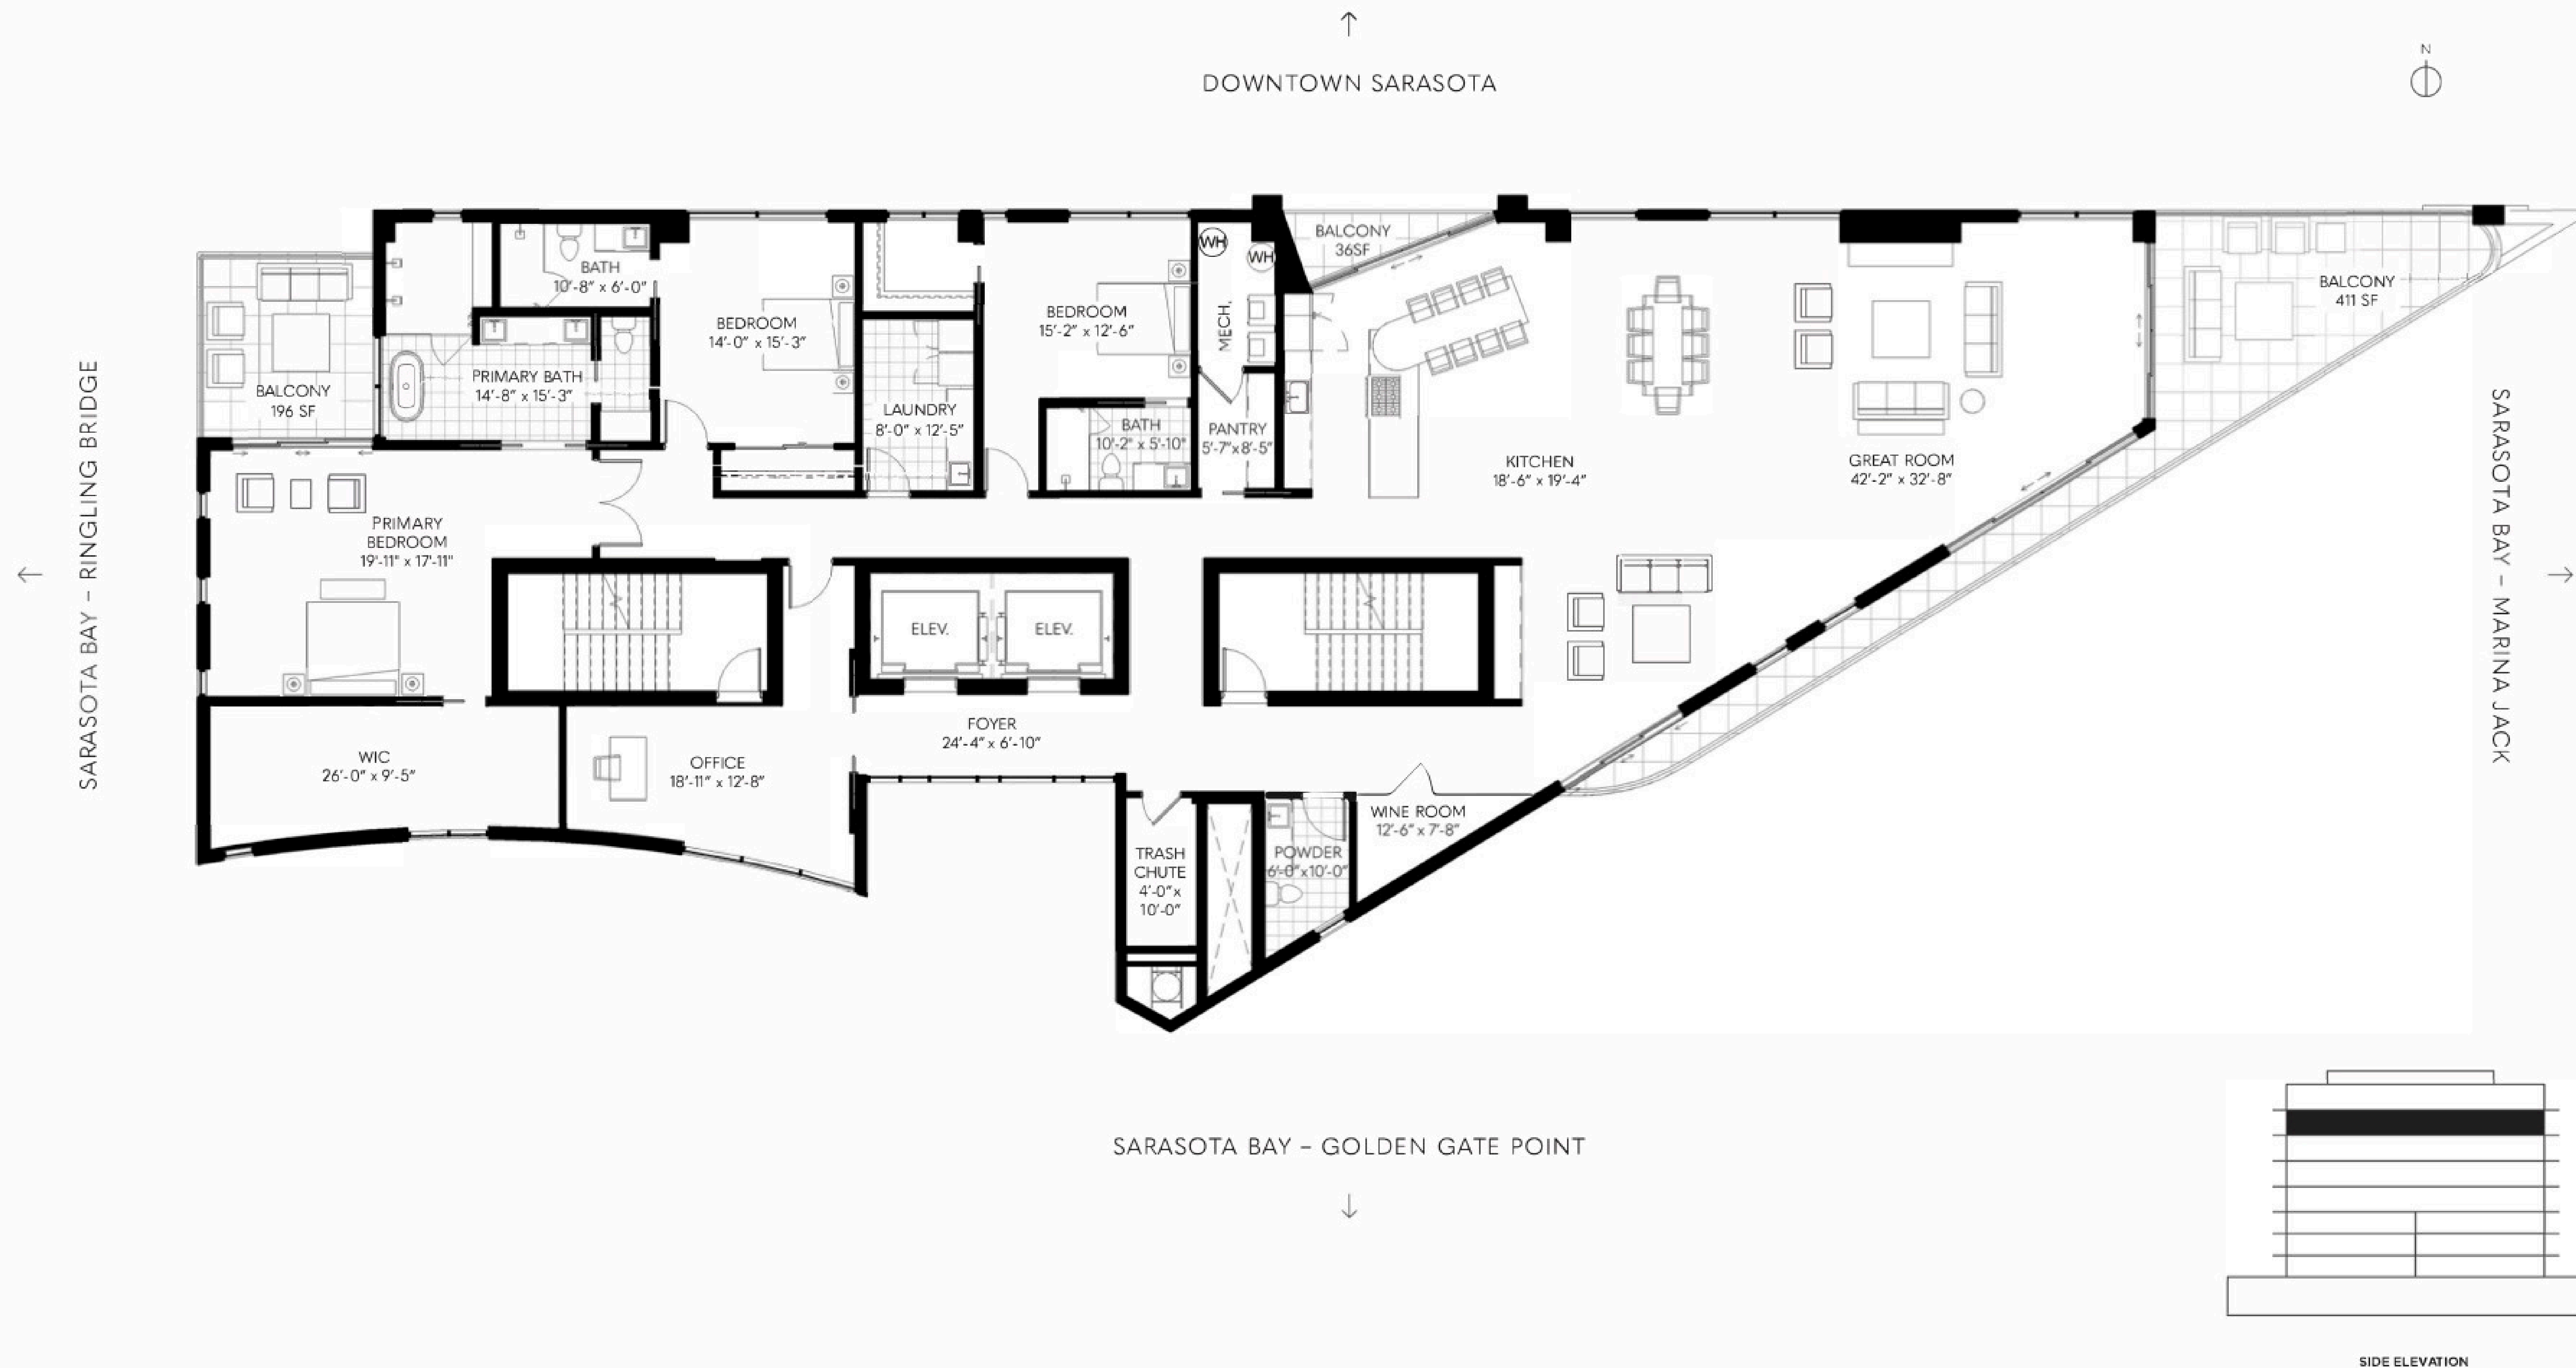 DOWNTOWN SARASOTA
N
SARASOTA BAY – RINGLING BRIDGE
BALCONY
196 SF
BATH
10'-8" x 6'-0"
PRIMARY BATH
14'-8" x 15'-3"
BEDROOM
14'-0" x 15'-3"
LAUNDRY
8'-0" x 12'-5"
BEDROOM
15'-2" x 12'-6"
BATH
10'-2" x 5'-10"
WH
WH
MECH.
PANTRY
5'-7"x8'-5"
BALCONY
36SF
KITCHEN
18'-6" x 19'-4"
GREAT ROOM
42'-2" x 32'-8"
BALCONY
411 SF
SARASOTA BAY – MARINA JACK
PRIMARY
BEDROOM
19'-11" x 17'-11"
ELEV.
ELEV.
FOYER
24'-4" x 6'-10"
WIC
26'-0" x 9'-5"
OFFICE
18'-11" x 12'-8"
TRASH
CHUTE
4'-0"x
10'-0"
POWDER
6'-0"x10'-0"
WINE ROOM
12'-6" x 7'-8"
SARASOTA BAY – GOLDEN GATE POINT
SIDE ELEVATION